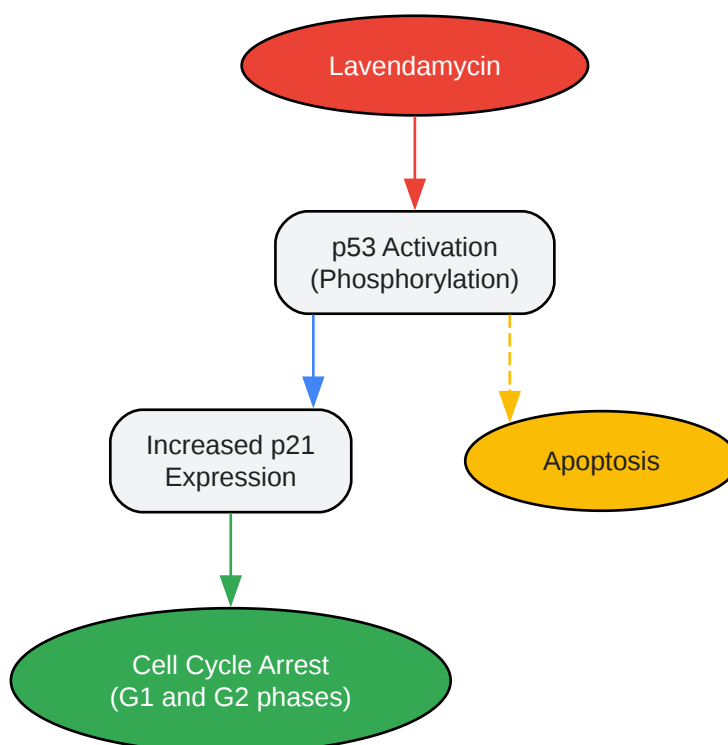 Lavendamycin
p53 Activation
(Phosphorylation)
Increased p21
Expression
Apoptosis
Cell Cycle Arrest
(G1 and G2 phases)